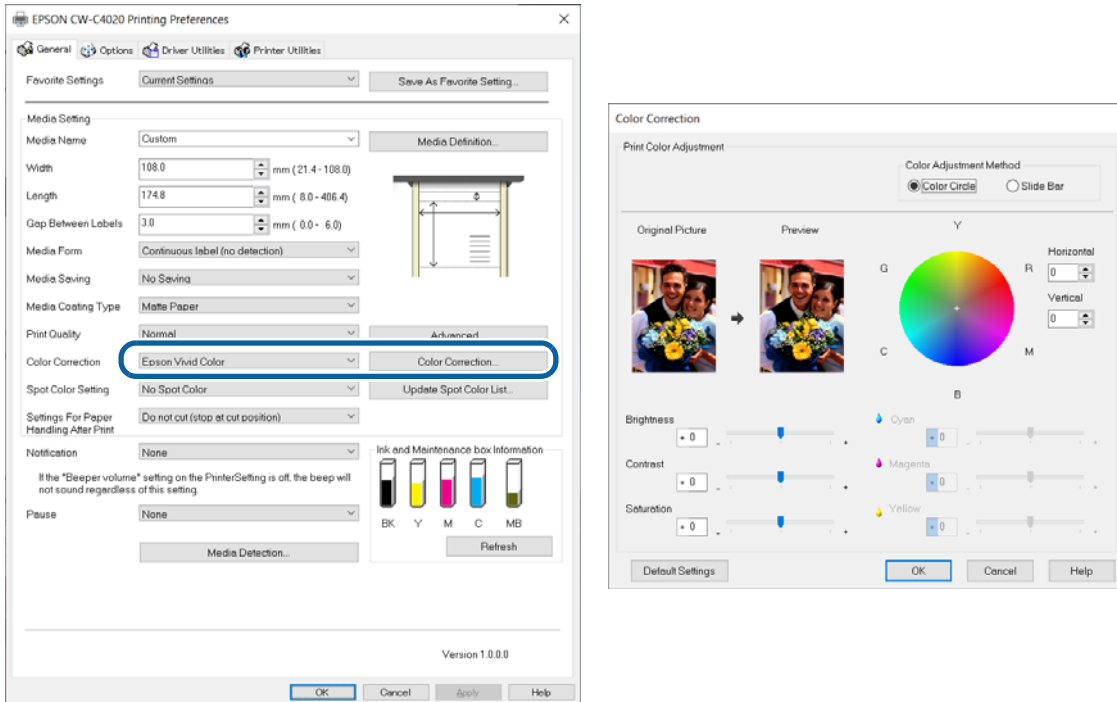 EPSON CW-C4020 Printing Preferences
General Options Driver Utilities Printer Utilities
Favorite Settings Current Settings Save As Favorite Setting...
Media Setting
Media Name Custom Media Definition...
Width 108.0 mm ( 21.4 - 108.0)
Length 174.8 mm ( 8.0 - 406.4)
Gap Between Labels 3.0 mm ( 0.0 - 6.0)
Media Form Continuous label (no detection)
Media Saving No Saving
Media Coating Type Matte Paper
Print Quality Normal Advanced
Color Correction Epson Vivid Color Color Correction...
Spot Color Setting No Spot Color Update Spot Color List...
Settings For Paper
Handling After Print
Do not cut (stop at cut position)
Notification None
If the "Beeper volume" setting on the PrinterSetting is off, the beep will
not sound regardless of this setting.
Pause None
Media Detection...
Ink and Maintenance box Information
BK Y M C MB
Refresh
Version 1.0.0.0
OK Cancel Apply Help
Color Correction
Print Color Adjustment
Color Adjustment Method
Color Circle Slide Bar
Original Picture Preview
Y
G R
C M
B
Horizontal
0
Vertical
0
Brightness
+ 0 - +
Contrast
+ 0 - +
Saturation
+ 0 - +
Cyan
+ 0 - +
Magenta
+ 0 - +
Yellow
+ 0 - +
Default Settings OK Cancel Help